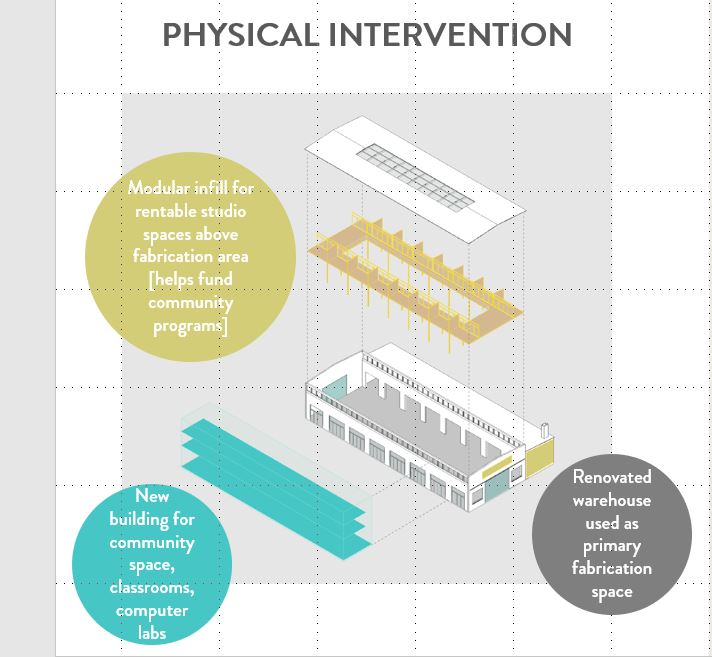 PHYSICAL INTERVENTION
Modular infill for
rentable studio
spaces above
fabrication area
[helps fund
community
programs]
New
building for
community
space,
classrooms,
computer
labs
Renovated
warehouse
used as
primary
fabrication
space